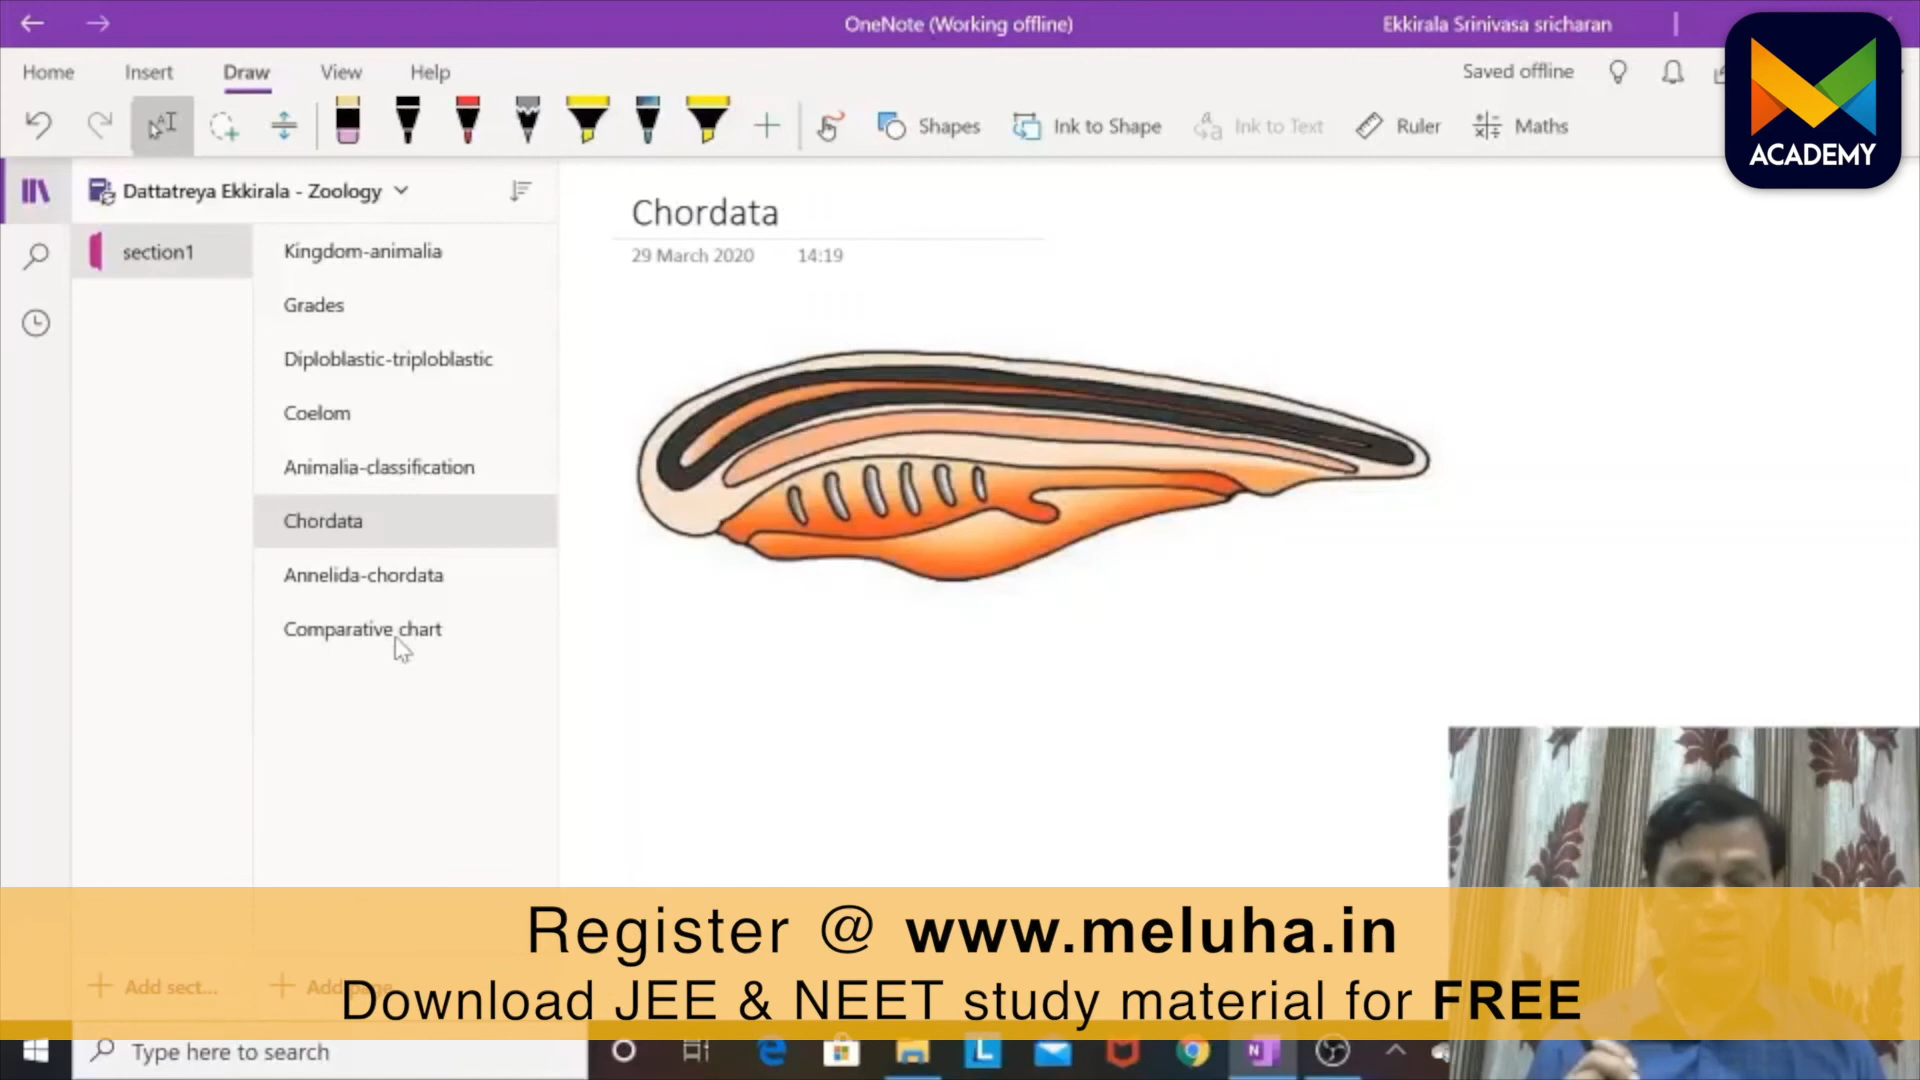 OneNote (Working offline)
Ekkirala Srinivasa sricharan
Home Insert Draw View Help
Saved offline
Shapes Ink to Shape Ink to Text Ruler Maths
ACADEMY
Dattatreya Ekkirala - Zoology
section1
Kingdom-animalia
Grades
Diploblastic-triploblastic
Coelom
Animalia-classification
Chordata
Annelida-chordata
Comparative chart
Chordata
29 March 2020 14:19
Register @ www.meluha.in
Add sect...
Download JEE & NEET study material for FREE
Type here to search